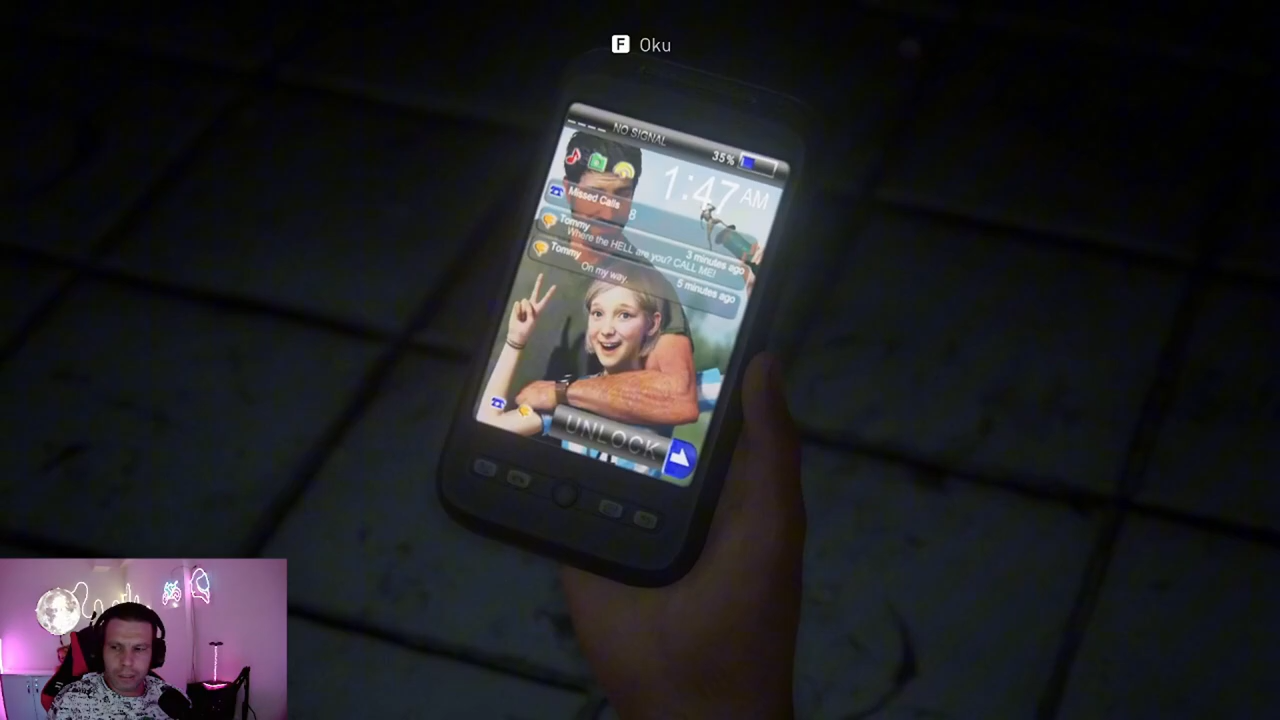 F Oku
NO SIGNAL
35%
1:47 AM
Missed Calls
8
Tommy
3 minutes ago
Where the HELL are you? CALL ME!
Tommy
5 minutes ago
On my way.
UNLOCK